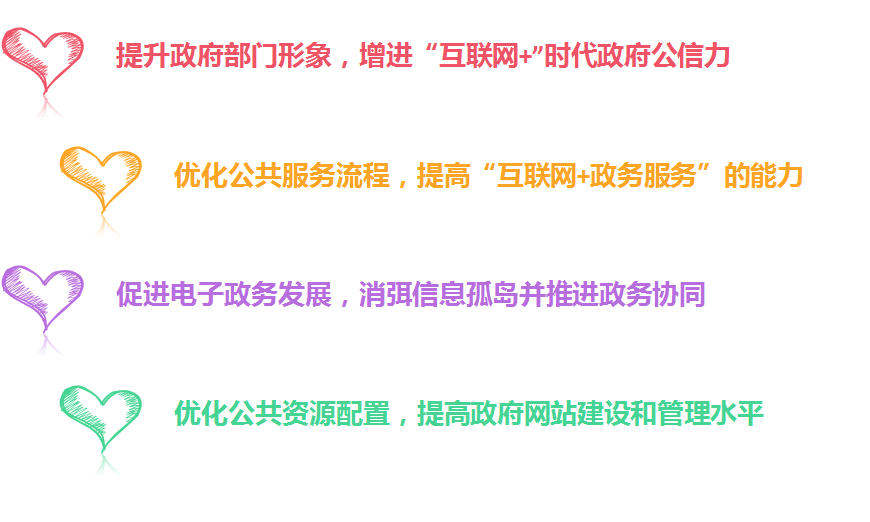 提升政府部门形象，增进“互联网+”时代政府公信力
优化公共服务流程，提高“互联网+政务服务”的能力
促进电子政务发展，消弭信息孤岛并推进政务协同
优化公共资源配置，提高政府网站建设和管理水平